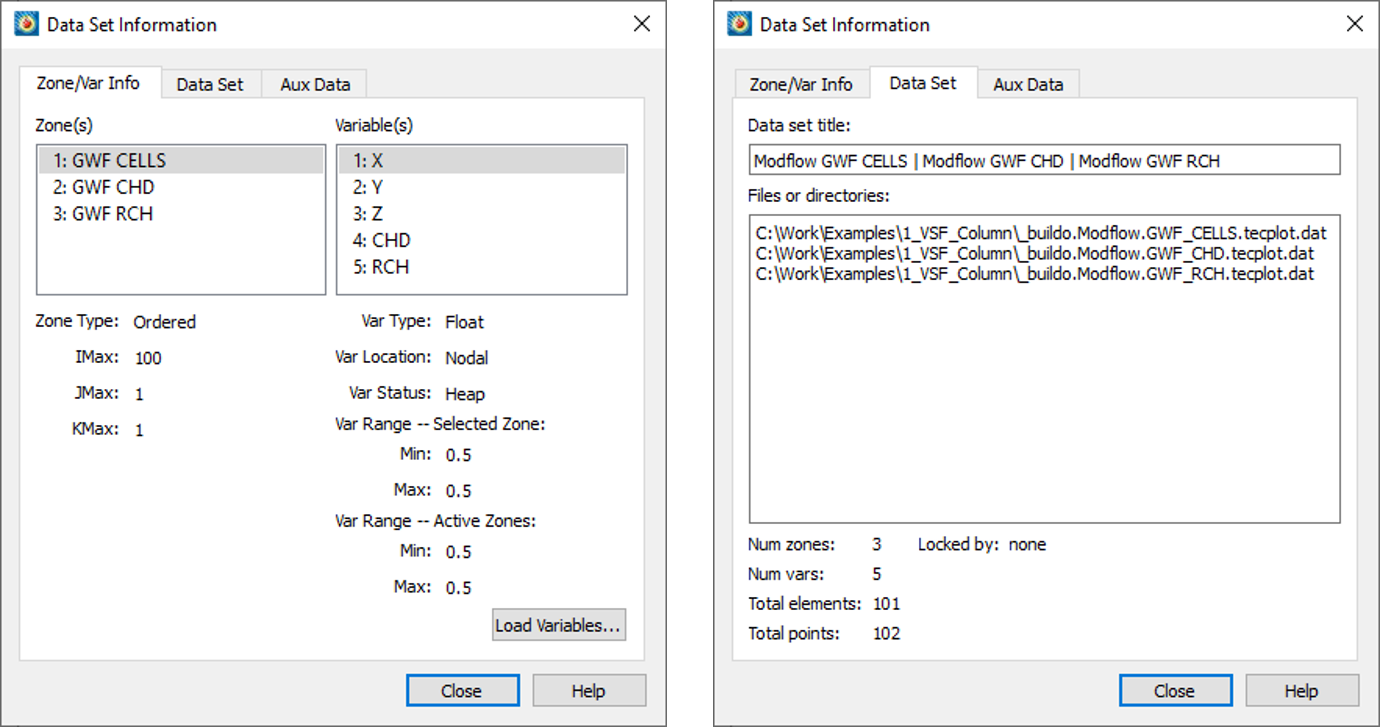 Data Set Information
Zone/Var Info
Data Set
Aux Data
Zone(s)
1: GWF CELLS
2: GWF CHD
3: GWF RCH
Variable(s)
1: X
2: Y
3: Z
4: CHD
5: RCH
Zone Type: Ordered
IMax: 100
JMax: 1
KMax: 1
Var Type: Float
Var Location: Nodal
Var Status: Heap
Var Range -- Selected Zone:
Min: 0.5
Max: 0.5
Var Range -- Active Zones:
Min: 0.5
Max: 0.5
Load Variables...
Close
Help
Data Set Information
Zone/Var Info
Data Set
Aux Data
Data set title:
Modflow GWF CELLS | Modflow GWF CHD | Modflow GWF RCH
Files or directories:
C:\Work\Examples\1_VSF_Column\_buildo.Modflow.GWF_CELLS.tecplot.dat
C:\Work\Examples\1_VSF_Column\_buildo.Modflow.GWF_CHD.tecplot.dat
C:\Work\Examples\1_VSF_Column\_buildo.Modflow.GWF_RCH.tecplot.dat
Num zones: 3 Locked by: none
Num vars: 5
Total elements: 101
Total points: 102
Close
Help